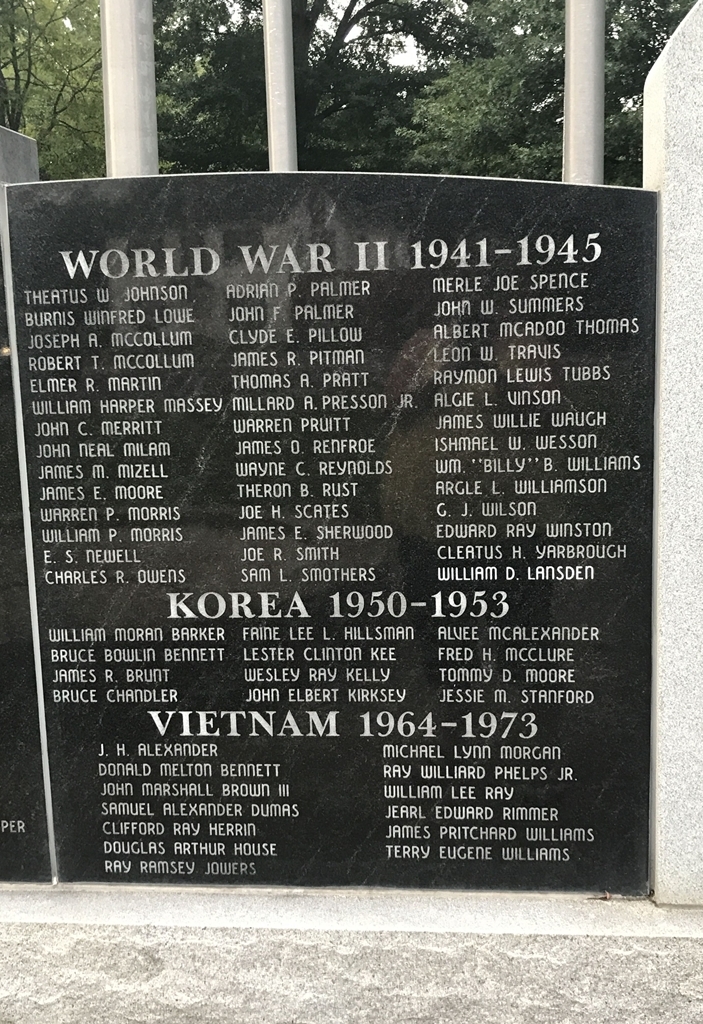 WORLD WAR II 1941-1945
THEATUS W. JOHNSON
BURNIS WINFRED LOWE
JOSEPH A. MCCOLLUM
ROBERT T. MCCOLLUM
ELMER R. MARTIN
WILLIAM HARPER MASSEY
JOHN C. MERRITT
JOHN NEAL MILAM
JAMES M. MIZELL
JAMES E. MOORE
WARREN P. MORRIS
WILLIAM P. MORRIS
E. S. NEWELL
CHARLES R. OWENS
ADRIAN P. PALMER
JOHN F. PALMER
CLYDE E. PILLOW
JAMES R. PITMAN
THOMAS A. PRATT
MILLARD A. PRESSON JR.
WARREN PRUITT
JAMES O. RENFROE
WAYNE C. REYNOLDS
THERON B. RUST
JOE H. SCATES
JAMES E. SHERWOOD
JOE R. SMITH
SAM L. SMOTHERS
MERLE JOE SPENCE
JOHN W. SUMMERS
ALBERT MCADOO THOMAS
LEON W. TRAVIS
RAYMON LEWIS TUBBS
ALGIE L. VINSON
JAMES WILLIE WAUGH
ISHMAEL W. WESSON
WM. "BILLY" B. WILLIAMS
ARGLE L. WILLIAMSON
G. J. WILSON
EDWARD RAY WINSTON
CLEATUS H. YARBROUGH
WILLIAM D. LANSDEN
KOREA 1950-1953
WILLIAM MORAN BARKER
BRUCE BOWLIN BENNETT
JAMES R. BRUNT
BRUCE CHANDLER
FAINE LEE L. HILLSMAN
LESTER CLINTON KEE
WESLEY RAY KELLY
JOHN ELBERT KIRKSEY
ALVEE MCALEXANDER
FRED H. MCCLURE
TOMMY D. MOORE
JESSIE M. STANFORD
VIETNAM 1964-1973
J. H. ALEXANDER
DONALD MELTON BENNETT
JOHN MARSHALL BROWN III
SAMUEL ALEXANDER DUMAS
CLIFFORD RAY HERRIN
DOUGLAS ARTHUR HOUSE
RAY RAMSEY JOWERS
MICHAEL LYNN MORGAN
RAY WILLIARD PHELPS JR.
WILLIAM LEE RAY
JEARL EDWARD RIMMER
JAMES PRITCHARD WILLIAMS
TERRY EUGENE WILLIAMS
PER